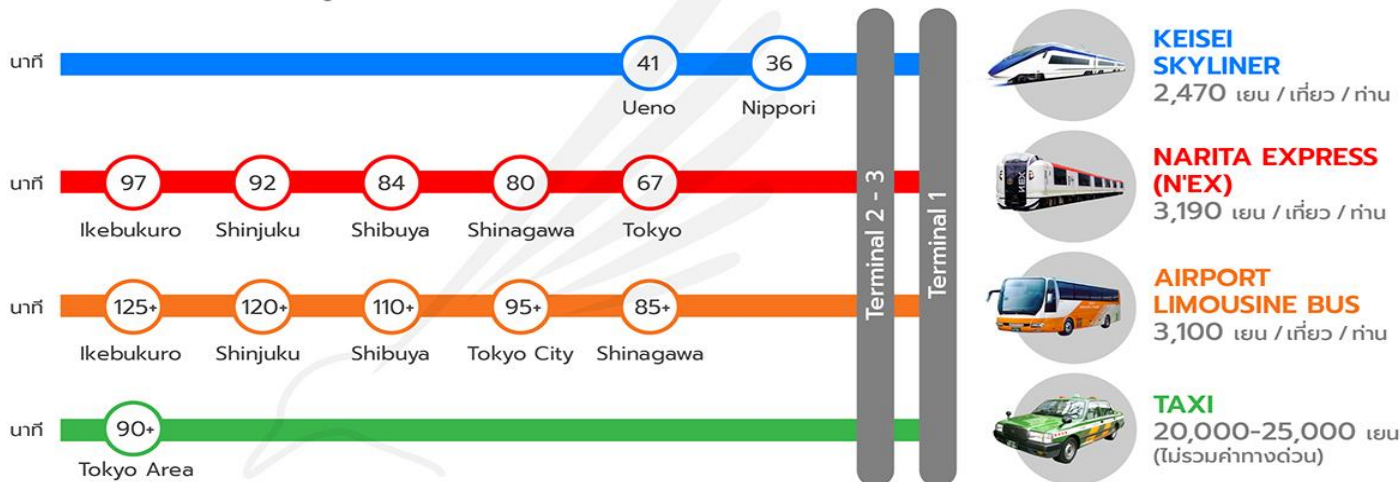 นาที
41
36
Ueno
Nippori
KEISEI
SKYLINER
2,470 เยน / เที่ยว / ท่าน
นาที
97
92
84
80
67
Ikebukuro
Shinjuku
Shibuya
Shinagawa
Tokyo
NARITA EXPRESS
(N'EX)
3,190 เยน / เที่ยว / ท่าน
นาที
125+
120+
110+
95+
85+
Ikebukuro
Shinjuku
Shibuya
Tokyo City
Shinagawa
AIRPORT
LIMOUSINE BUS
3,100 เยน / เที่ยว / ท่าน
นาที
90+
Tokyo Area
TAXI
20,000-25,000 เยน
(ไม่รวมค่าทางด่วน)
Terminal 2 - 3
Terminal 1
N'EX